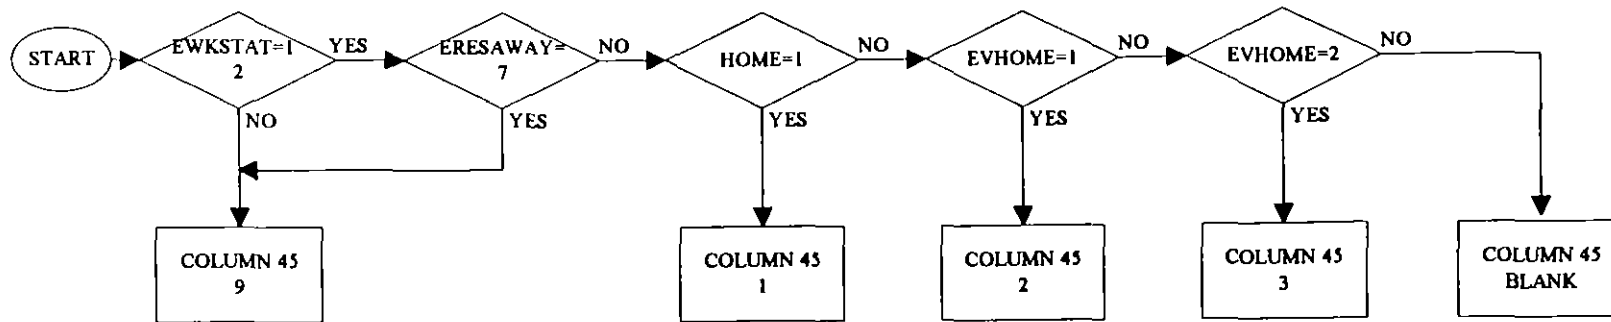 START
EWKSTAT=1
2
YES
NO
ERESAWAY=
7
NO
YES
HOME=1
NO
YES
EVHOME=1
NO
YES
EVHOME=2
NO
YES
COLUMN 45
9
COLUMN 45
1
COLUMN 45
2
COLUMN 45
3
COLUMN 45
BLANK